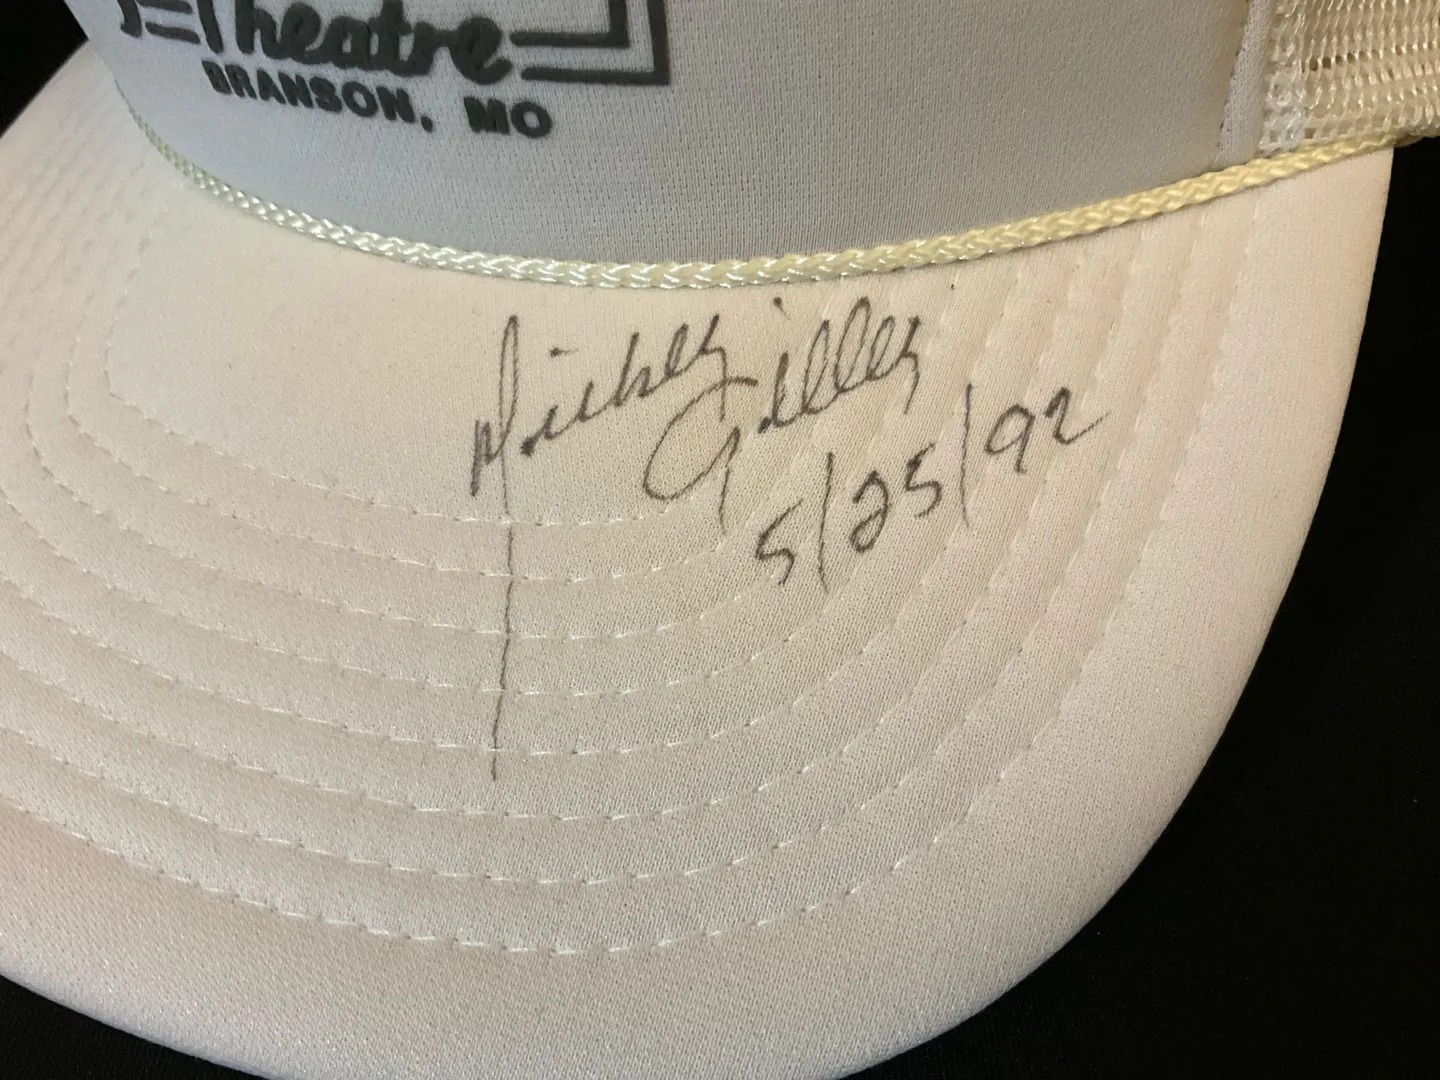 Theatre
BRANSON, MO
Mickey Gilley
5/25/92